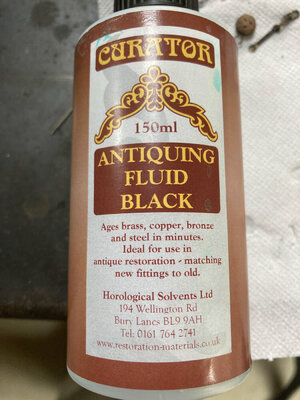 CURATOR
150ml
ANTIQUING
FLUID
BLACK
Ages brass, copper, bronze
and steel in minutes.
Ideal for use in
antique restoration - matching
new fittings to old.
Horological Solvents Ltd
194 Wellington Rd
Bury Lancs BL9 9AH
Tel: 0161 764 2741
www.restoration-materials.co.uk